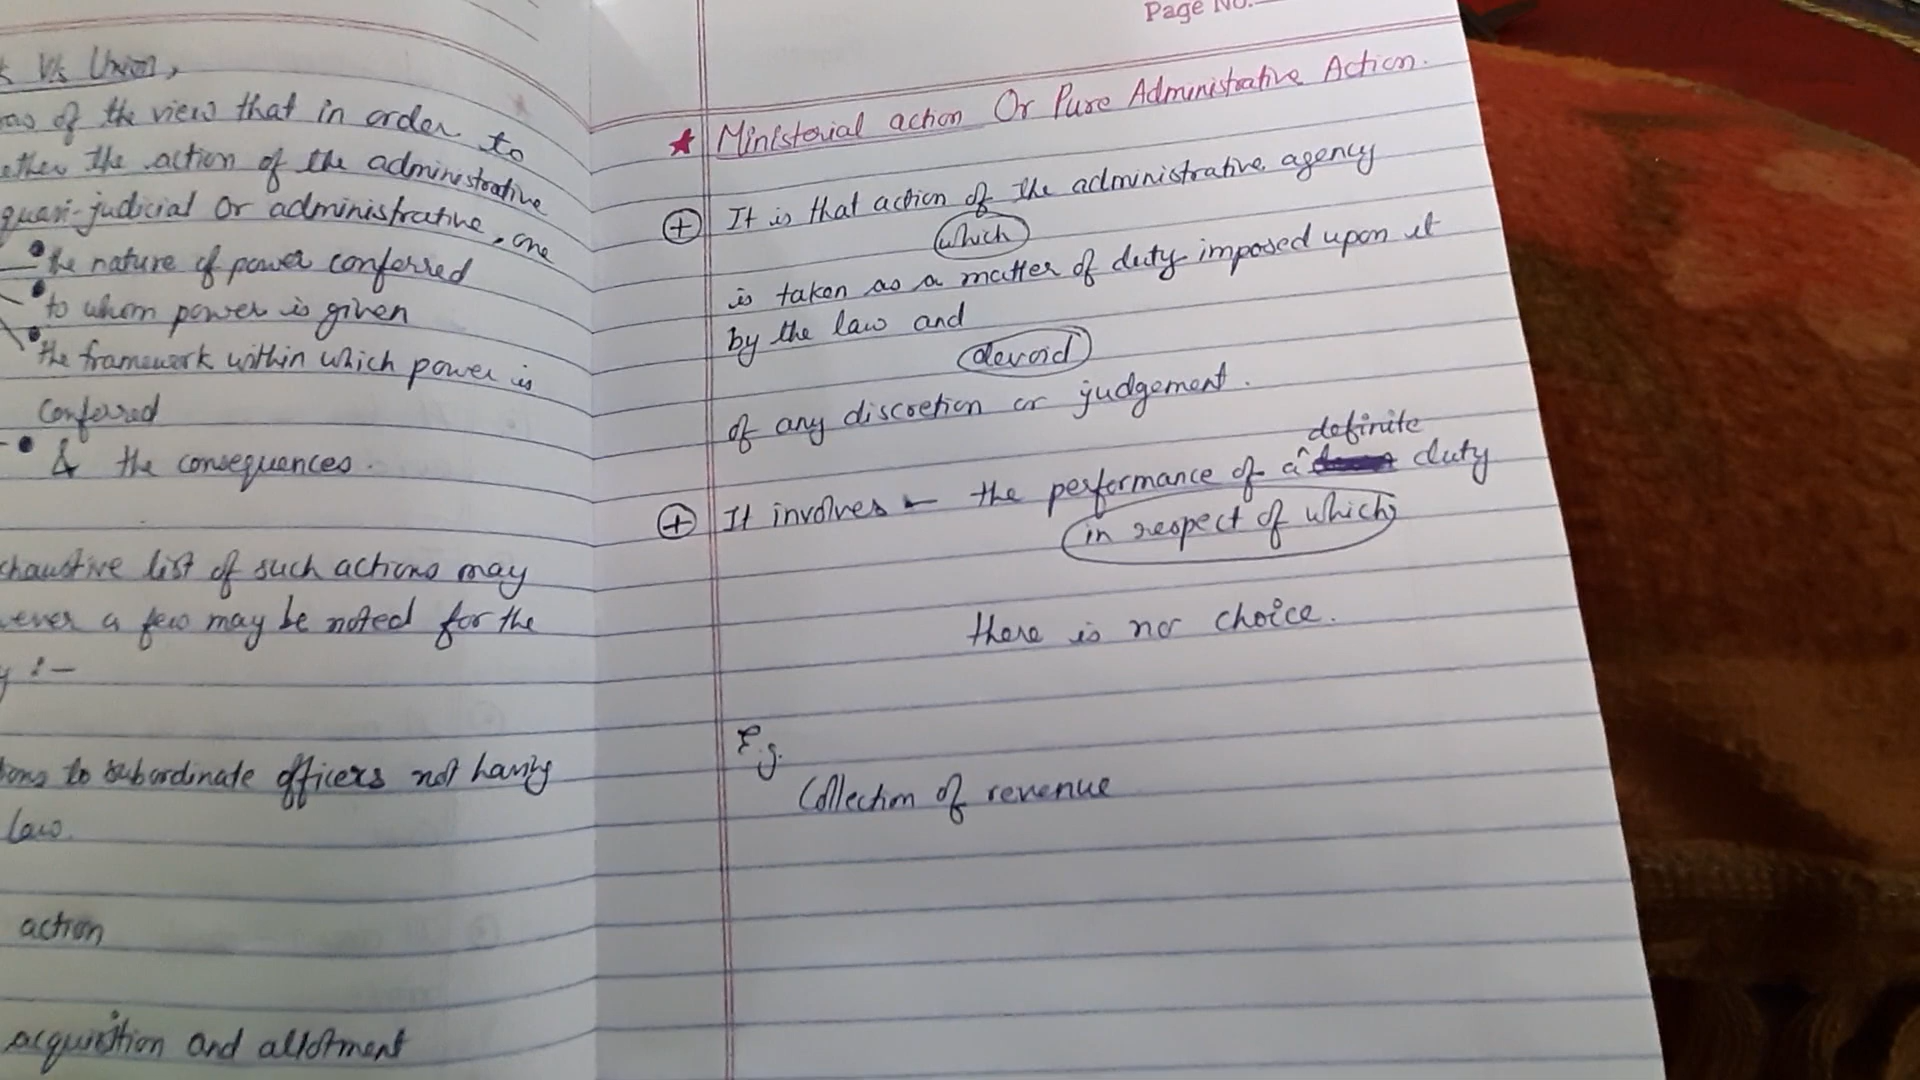 Vs Union,
of the view that in order to
the action of the administrative
quasi-judicial or administrative, one
the nature of power conferred
to whom power is given
the framework within which power is
conferred
& the consequences.
list of such actions may
a few may be noted for the
:-
to subordinate officers not having
law.
action
acquisition and allotment
Page No.
★ Ministerial action Or Pure Administrative Action.
⊕ It is that action of the administrative agency
which
is taken as a matter of duty imposed upon it
by the law and
devoid
of any discretion or judgement.
definite
⊕ It involves - the performance of a duty
in respect of which
there is no choice.
E.g.
Collection of revenue